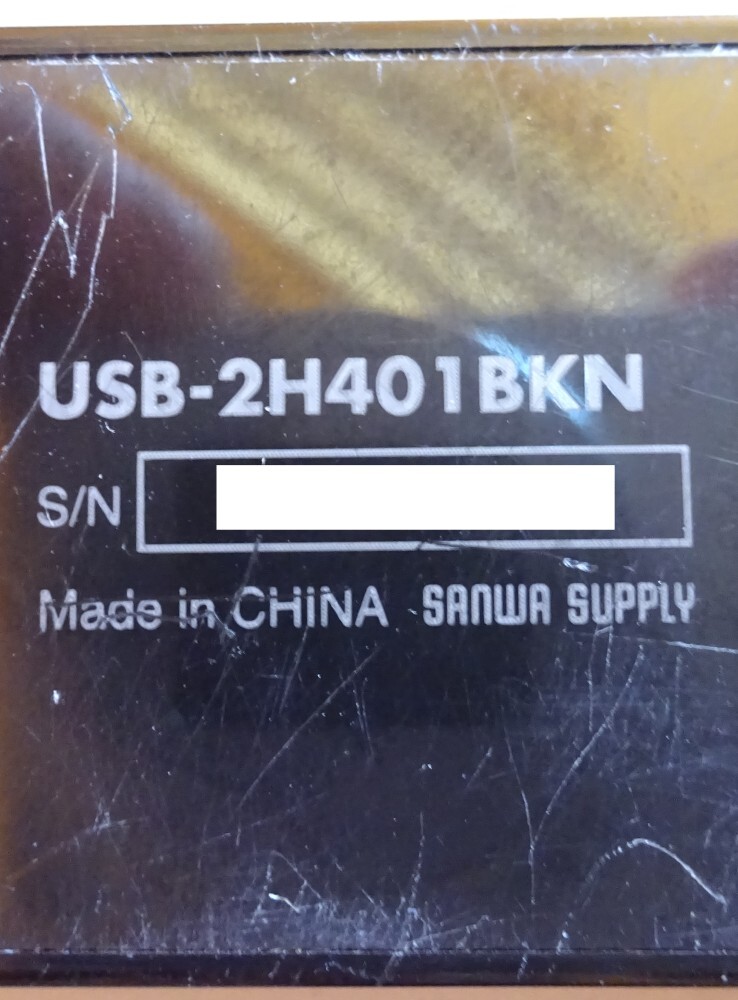 USB-2H401BKN
S/N
Made in CHINA SANWA SUPPLY